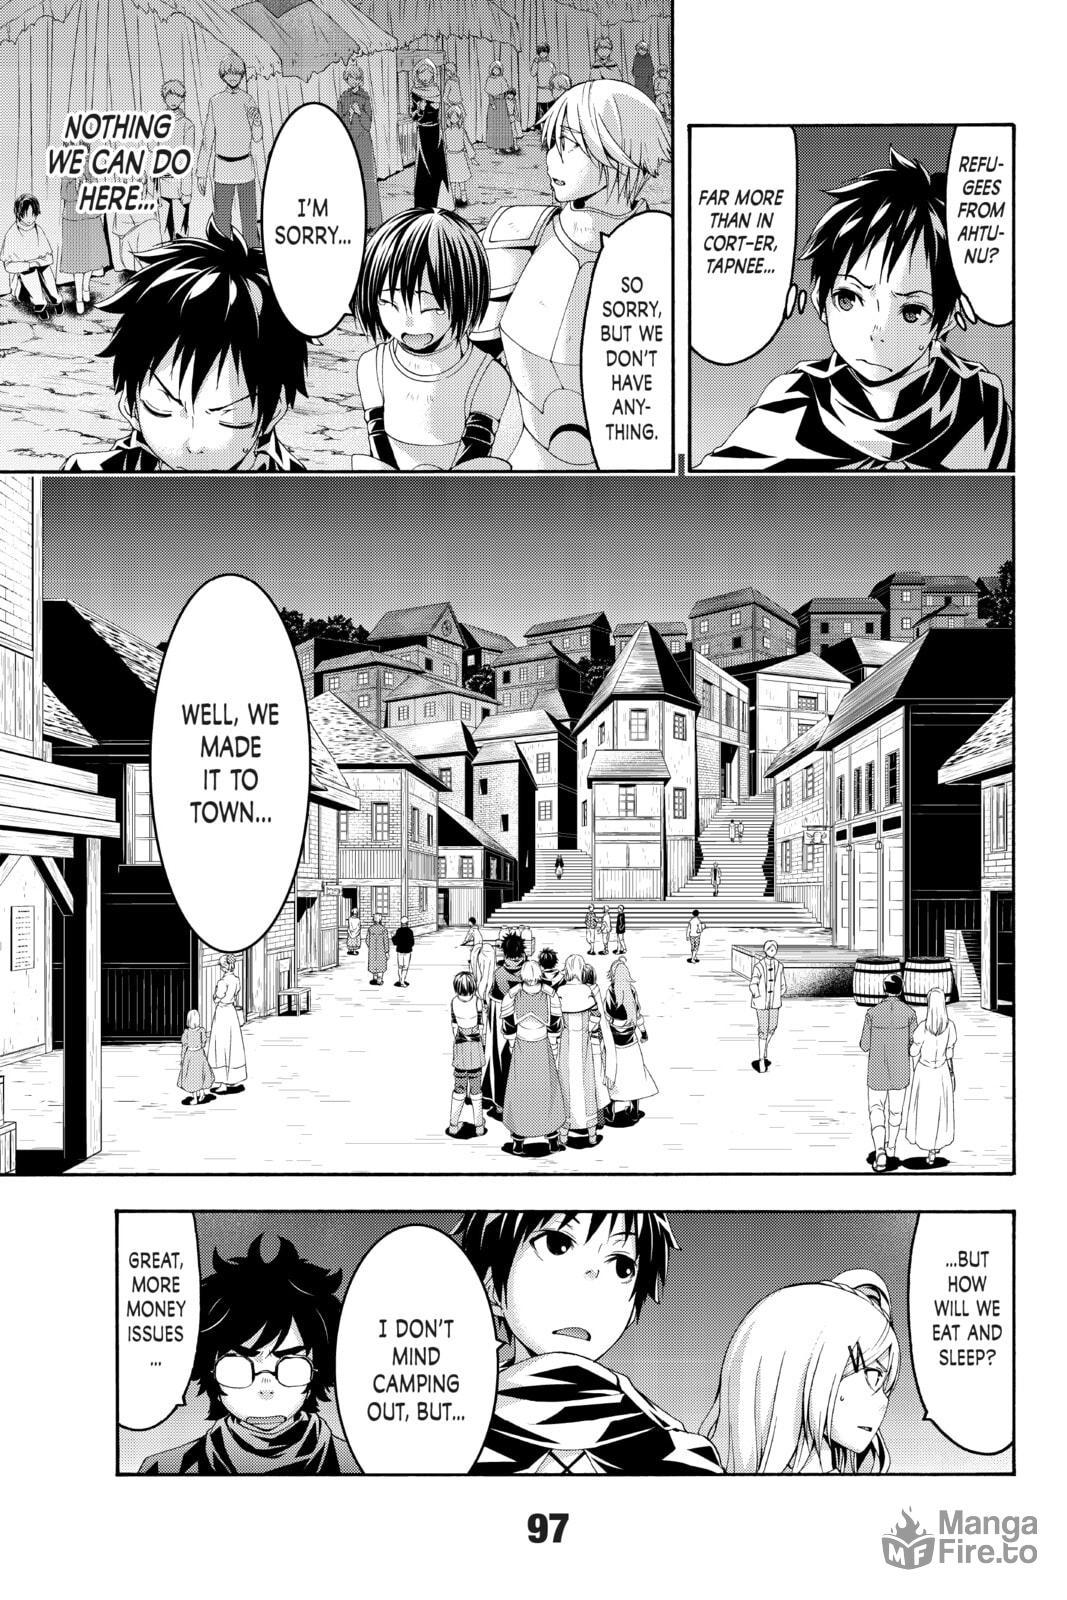 REFU-
GEES
FROM
AHTU-
NU?
FAR MORE
THAN IN
CORT-ER,
TAPNEE...
SO
SORRY,
BUT WE
DON'T
HAVE
ANY-
THING.
I'M
SORRY...
NOTHING
WE CAN DO
HERE...
WELL, WE
MADE
IT TO
TOWN...
...BUT
HOW
WILL WE
EAT AND
SLEEP?
I DON'T
MIND
CAMPING
OUT, BUT...
GREAT,
MORE
MONEY
ISSUES
...
97
MF
Manga
Fire.to